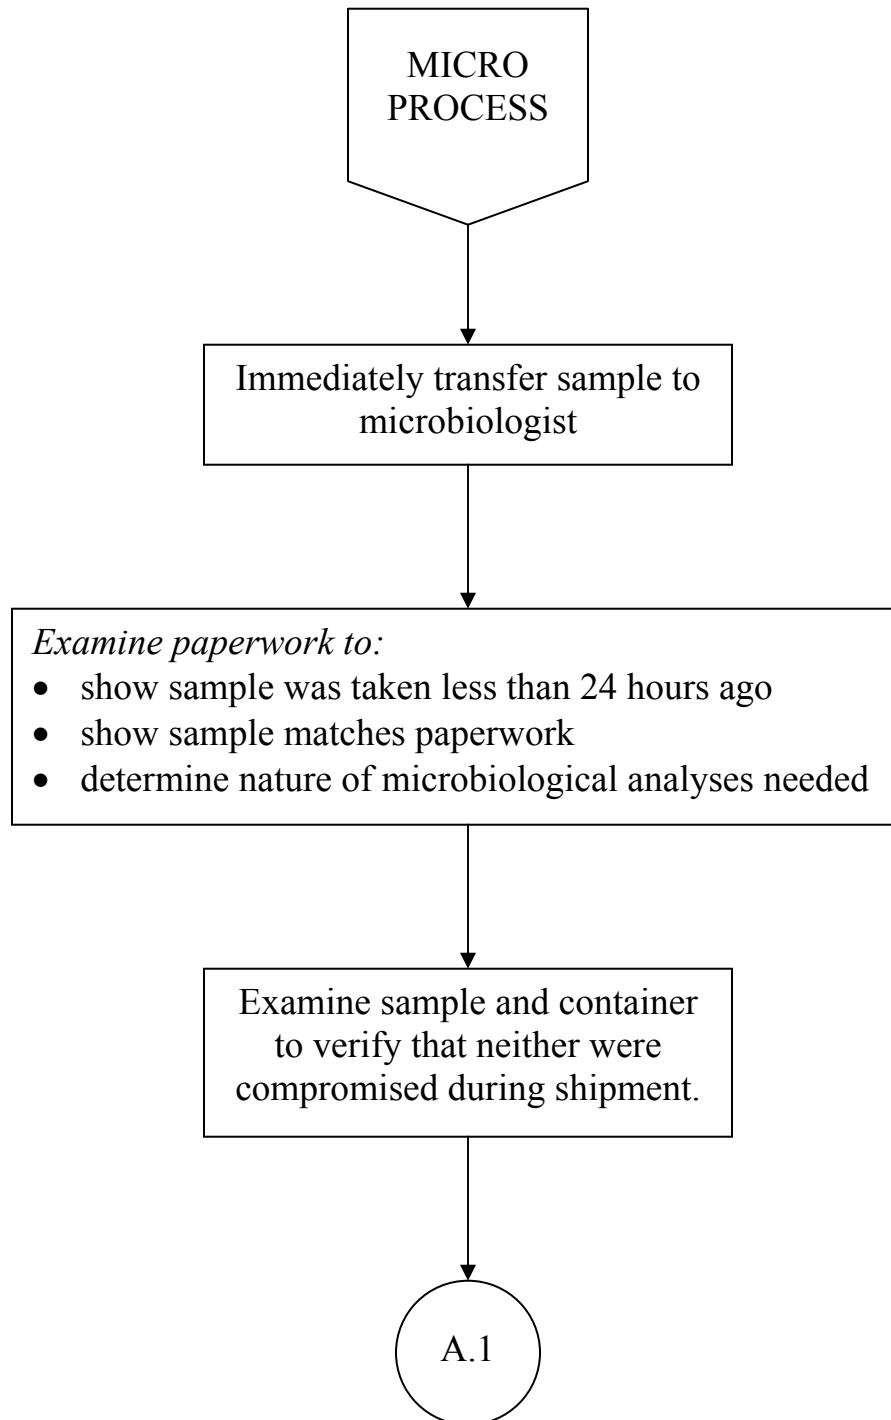 MICRO
PROCESS
Immediately transfer sample to
microbiologist
Examine paperwork to:
• show sample was taken less than 24 hours ago
• show sample matches paperwork
• determine nature of microbiological analyses needed
Examine sample and container
to verify that neither were
compromised during shipment.
A.1